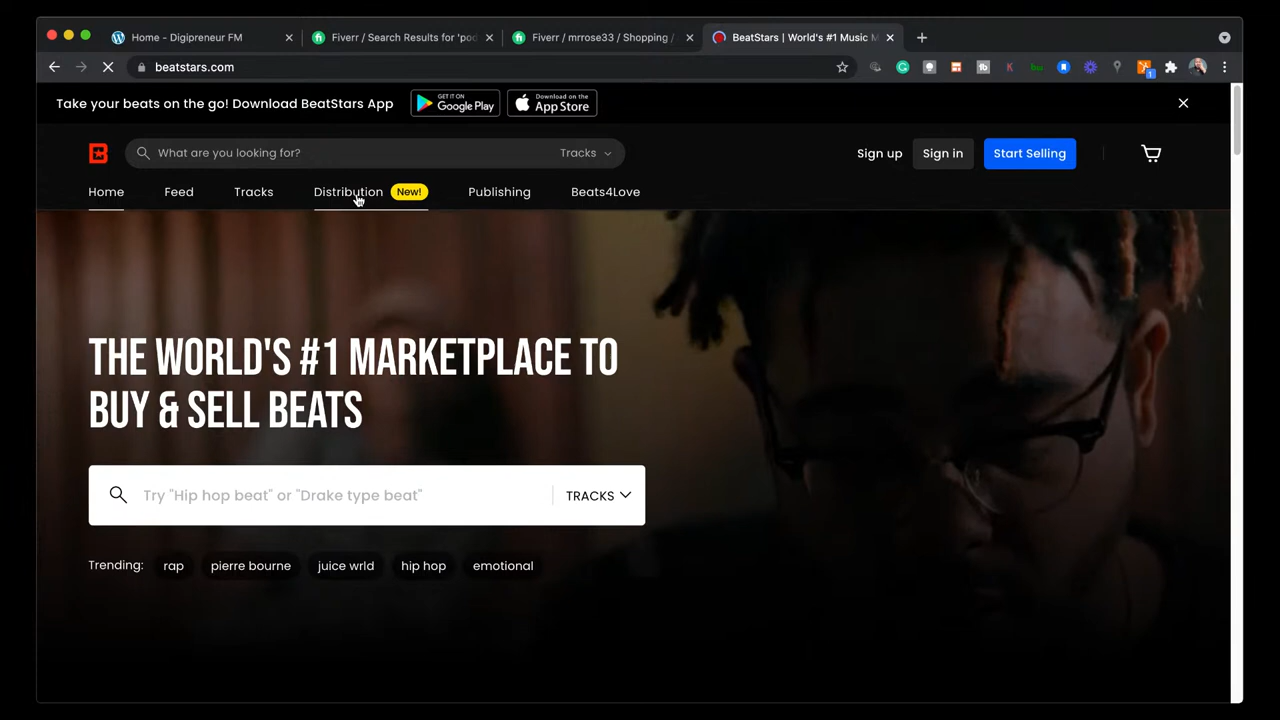 Home - Digipreneur FM
Fiverr / Search Results for 'pod
Fiverr / mrrose33 / Shopping /
BeatStars | World's #1 Music M
beatstars.com
1
Take your beats on the go! Download BeatStars App
GET IT ON
Google Play
Download on the
App Store
What are you looking for?
Tracks
Sign up
Sign in
Start Selling
Home
Feed
Tracks
Distribution
New!
Publishing
Beats4Love
THE WORLD'S #1 MARKETPLACE TO
BUY & SELL BEATS
Try "Hip hop beat" or "Drake type beat"
TRACKS
Trending:
rap
pierre bourne
juice wrld
hip hop
emotional